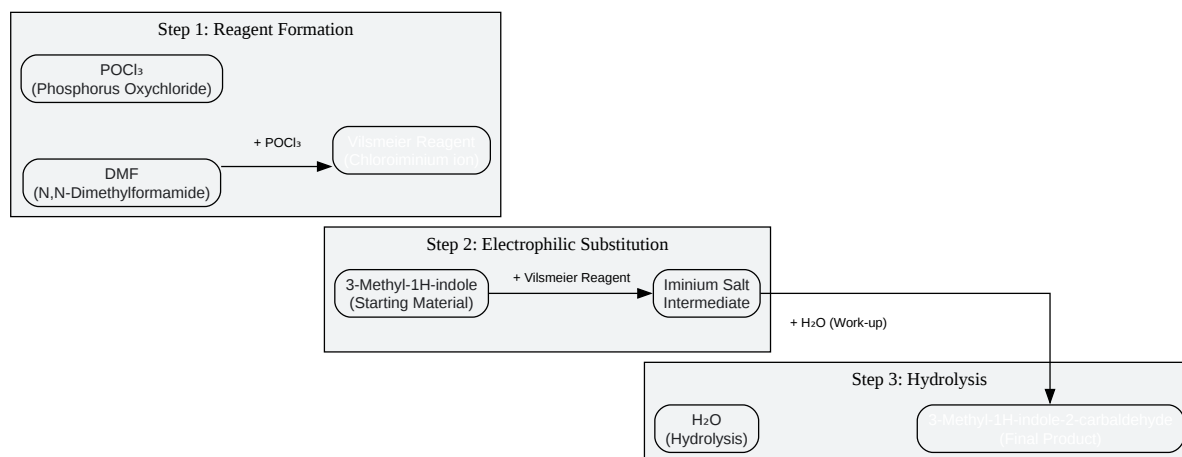 Step 1: Reagent Formation
POCl₃
(Phosphorus Oxychloride)
+ POCl₃
Vilsmeier Reagent
(Chloroiminium ion)
DMF
(N,N-Dimethylformamide)
Step 2: Electrophilic Substitution
3-Methyl-1H-indole
(Starting Material)
+ Vilsmeier Reagent
Iminium Salt
Intermediate
+ H₂O (Work-up)
Step 3: Hydrolysis
H₂O
(Hydrolysis)
3-Methyl-1H-indole-2-carbaldehyde
(Final Product)